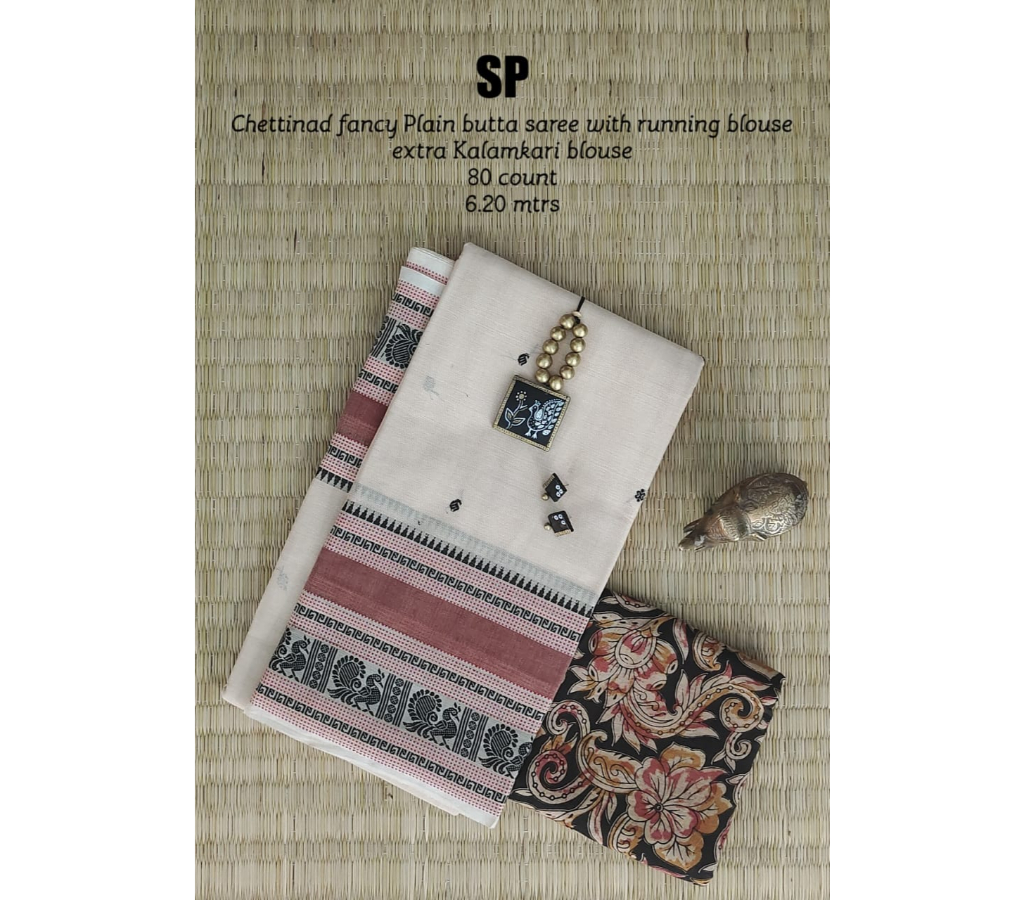 SP
Chettinad fancy Plain butta saree with running blouse
extra Kalamkari blouse
80 count
6.20 mtrs